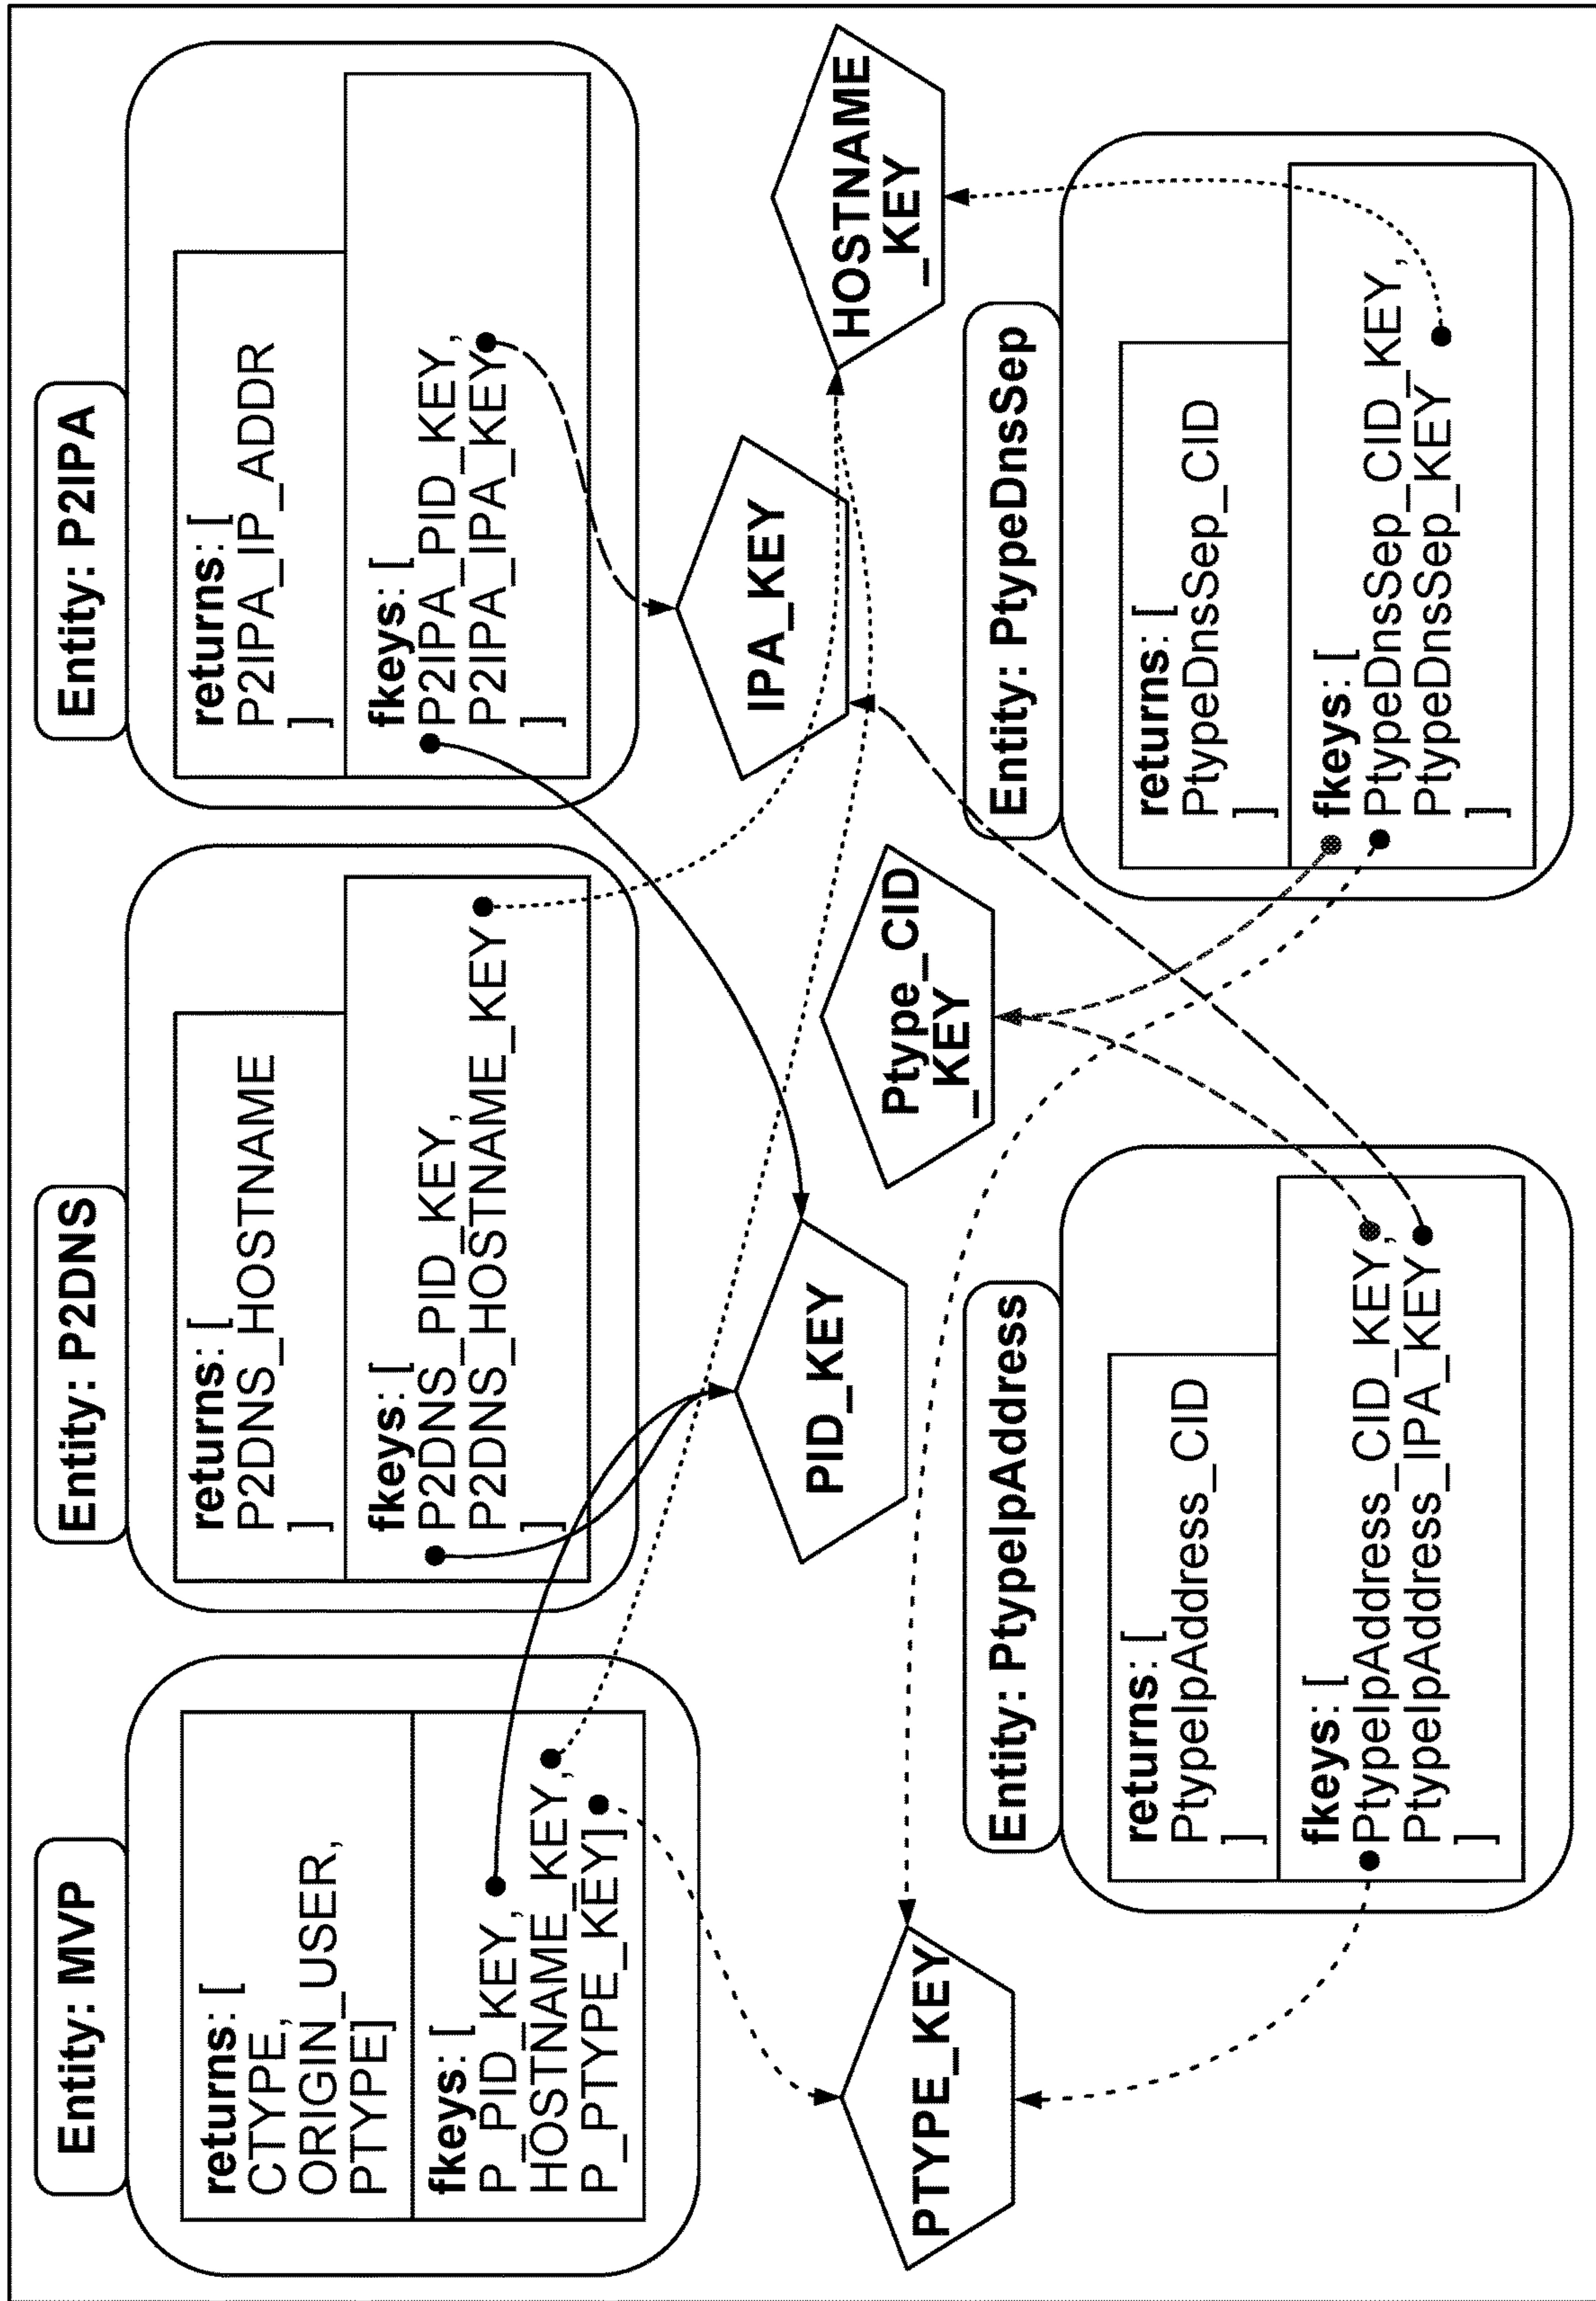 Entity: MVP
returns: [
CTYPE,
ORIGIN_USER,
PTYPE]
fkeys: [
P_PID_KEY,
HOSTNAME_KEY,
P_PTYPE_KEY]
Entity: P2DNS
returns: [
P2DNS_HOSTNAME
]
fkeys: [
P2DNS_PID_KEY,
P2DNS_HOSTNAME_KEY
]
Entity: P2IPA
returns: [
P2IPA_IP_ADDR
]
fkeys: [
P2IPA_PID_KEY,
P2IPA_IPA_KEY
]
PTYPE_KEY
PID_KEY
Ptype_CID
_KEY
IPA_KEY
HOSTNAME
_KEY
Entity: PtypeIpAddress
returns: [
PtypeIpAddress_CID
]
fkeys: [
PtypeIpAddress_CID_KEY,
PtypeIpAddress_IPA_KEY
]
Entity: PtypeDnsSep
returns: [
PtypeDnsSep_CID
]
fkeys: [
PtypeDnsSep_CID_KEY,
PtypeDnsSep_KEY
]